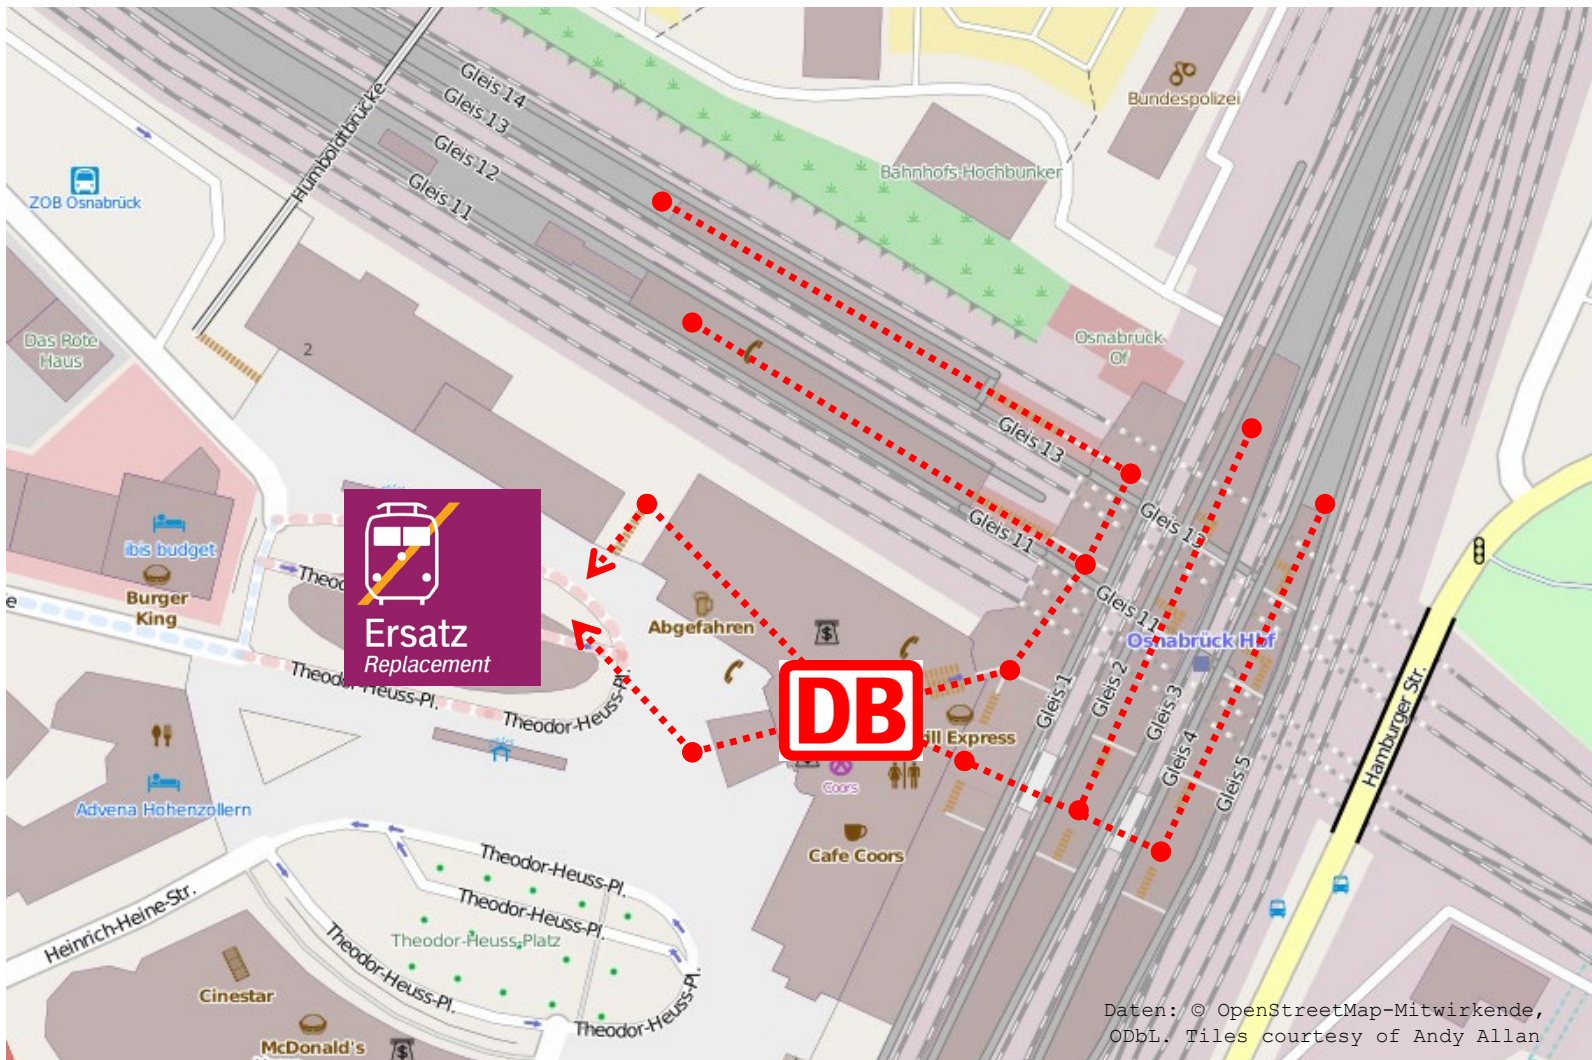 Gleis 14
Gleis 13
Gleis 12
Gleis 11
Humboldtbrücke
ZOB Osnabrück
Bundespolizei
Bahnhofs-Hochbunker
Das Rote
Haus
2
Osnabrück
Of
Gleis 13
Gleis 11
Gleis 13
Gleis 11
Osnabrück Hbf
ibis budget
Burger
King
e
Ersatz
Replacement
Theodor-Heuss-Pl.
Theodor-Heuss-Pl.
Abgefahren
DB
ill Express
Coors
Cafe Coors
Gleis 1
Gleis 2
Gleis 3
Gleis 4
Gleis 5
Hamburger Str.
Advena Hohenzollern
Heinrich-Heine-Str.
Theodor-Heuss-Pl.
Theodor-Heuss-Pl.
Theodor-Heuss-Platz
Theodor-Heuss-Pl.
Theodor-Heuss-Pl.
Cinestar
McDonald's
Daten: © OpenStreetMap-Mitwirkende,
ODbL. Tiles courtesy of Andy Allan